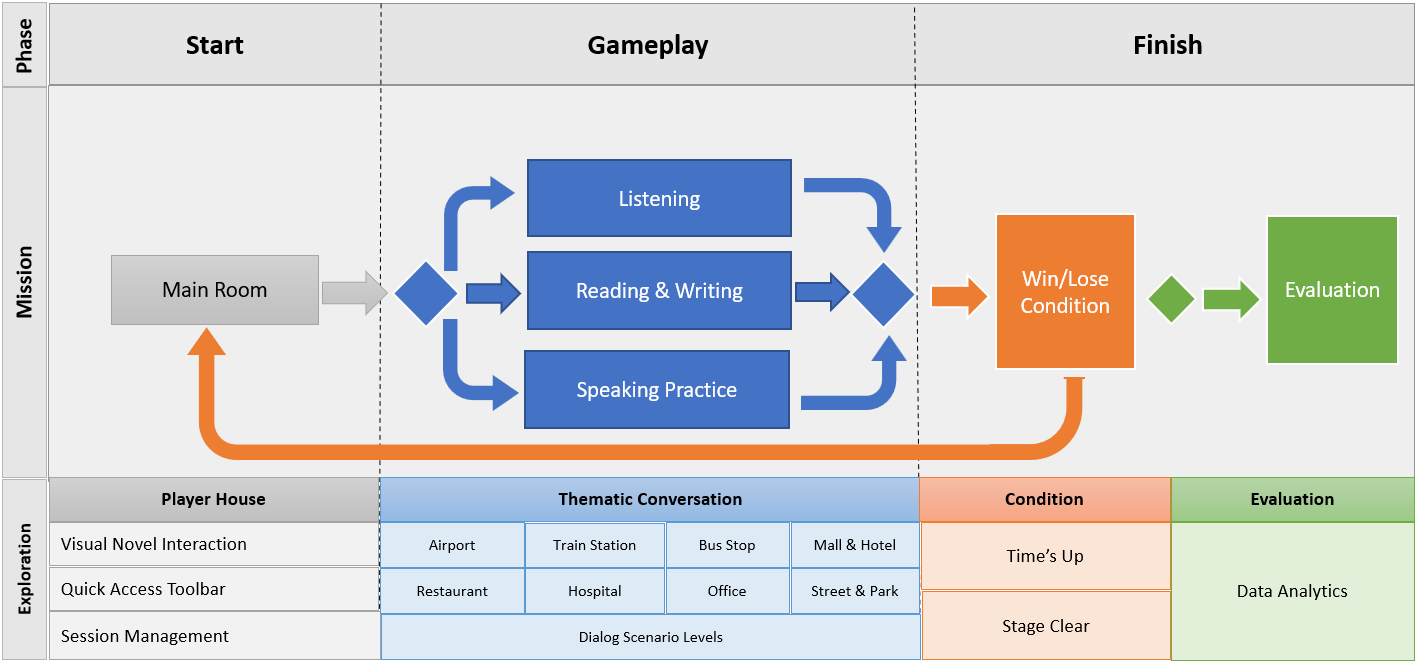 Phase
Start
Gameplay
Finish
Mission
Main Room
Listening
Reading & Writing
Speaking Practice
Win/Lose
Condition
Evaluation
Exploration
Player House
Thematic Conversation
Condition
Evaluation
Visual Novel Interaction
Airport
Train Station
Bus Stop
Mall & Hotel
Time's Up
Quick Access Toolbar
Restaurant
Hospital
Office
Street & Park
Data Analytics
Session Management
Dialog Scenario Levels
Stage Clear